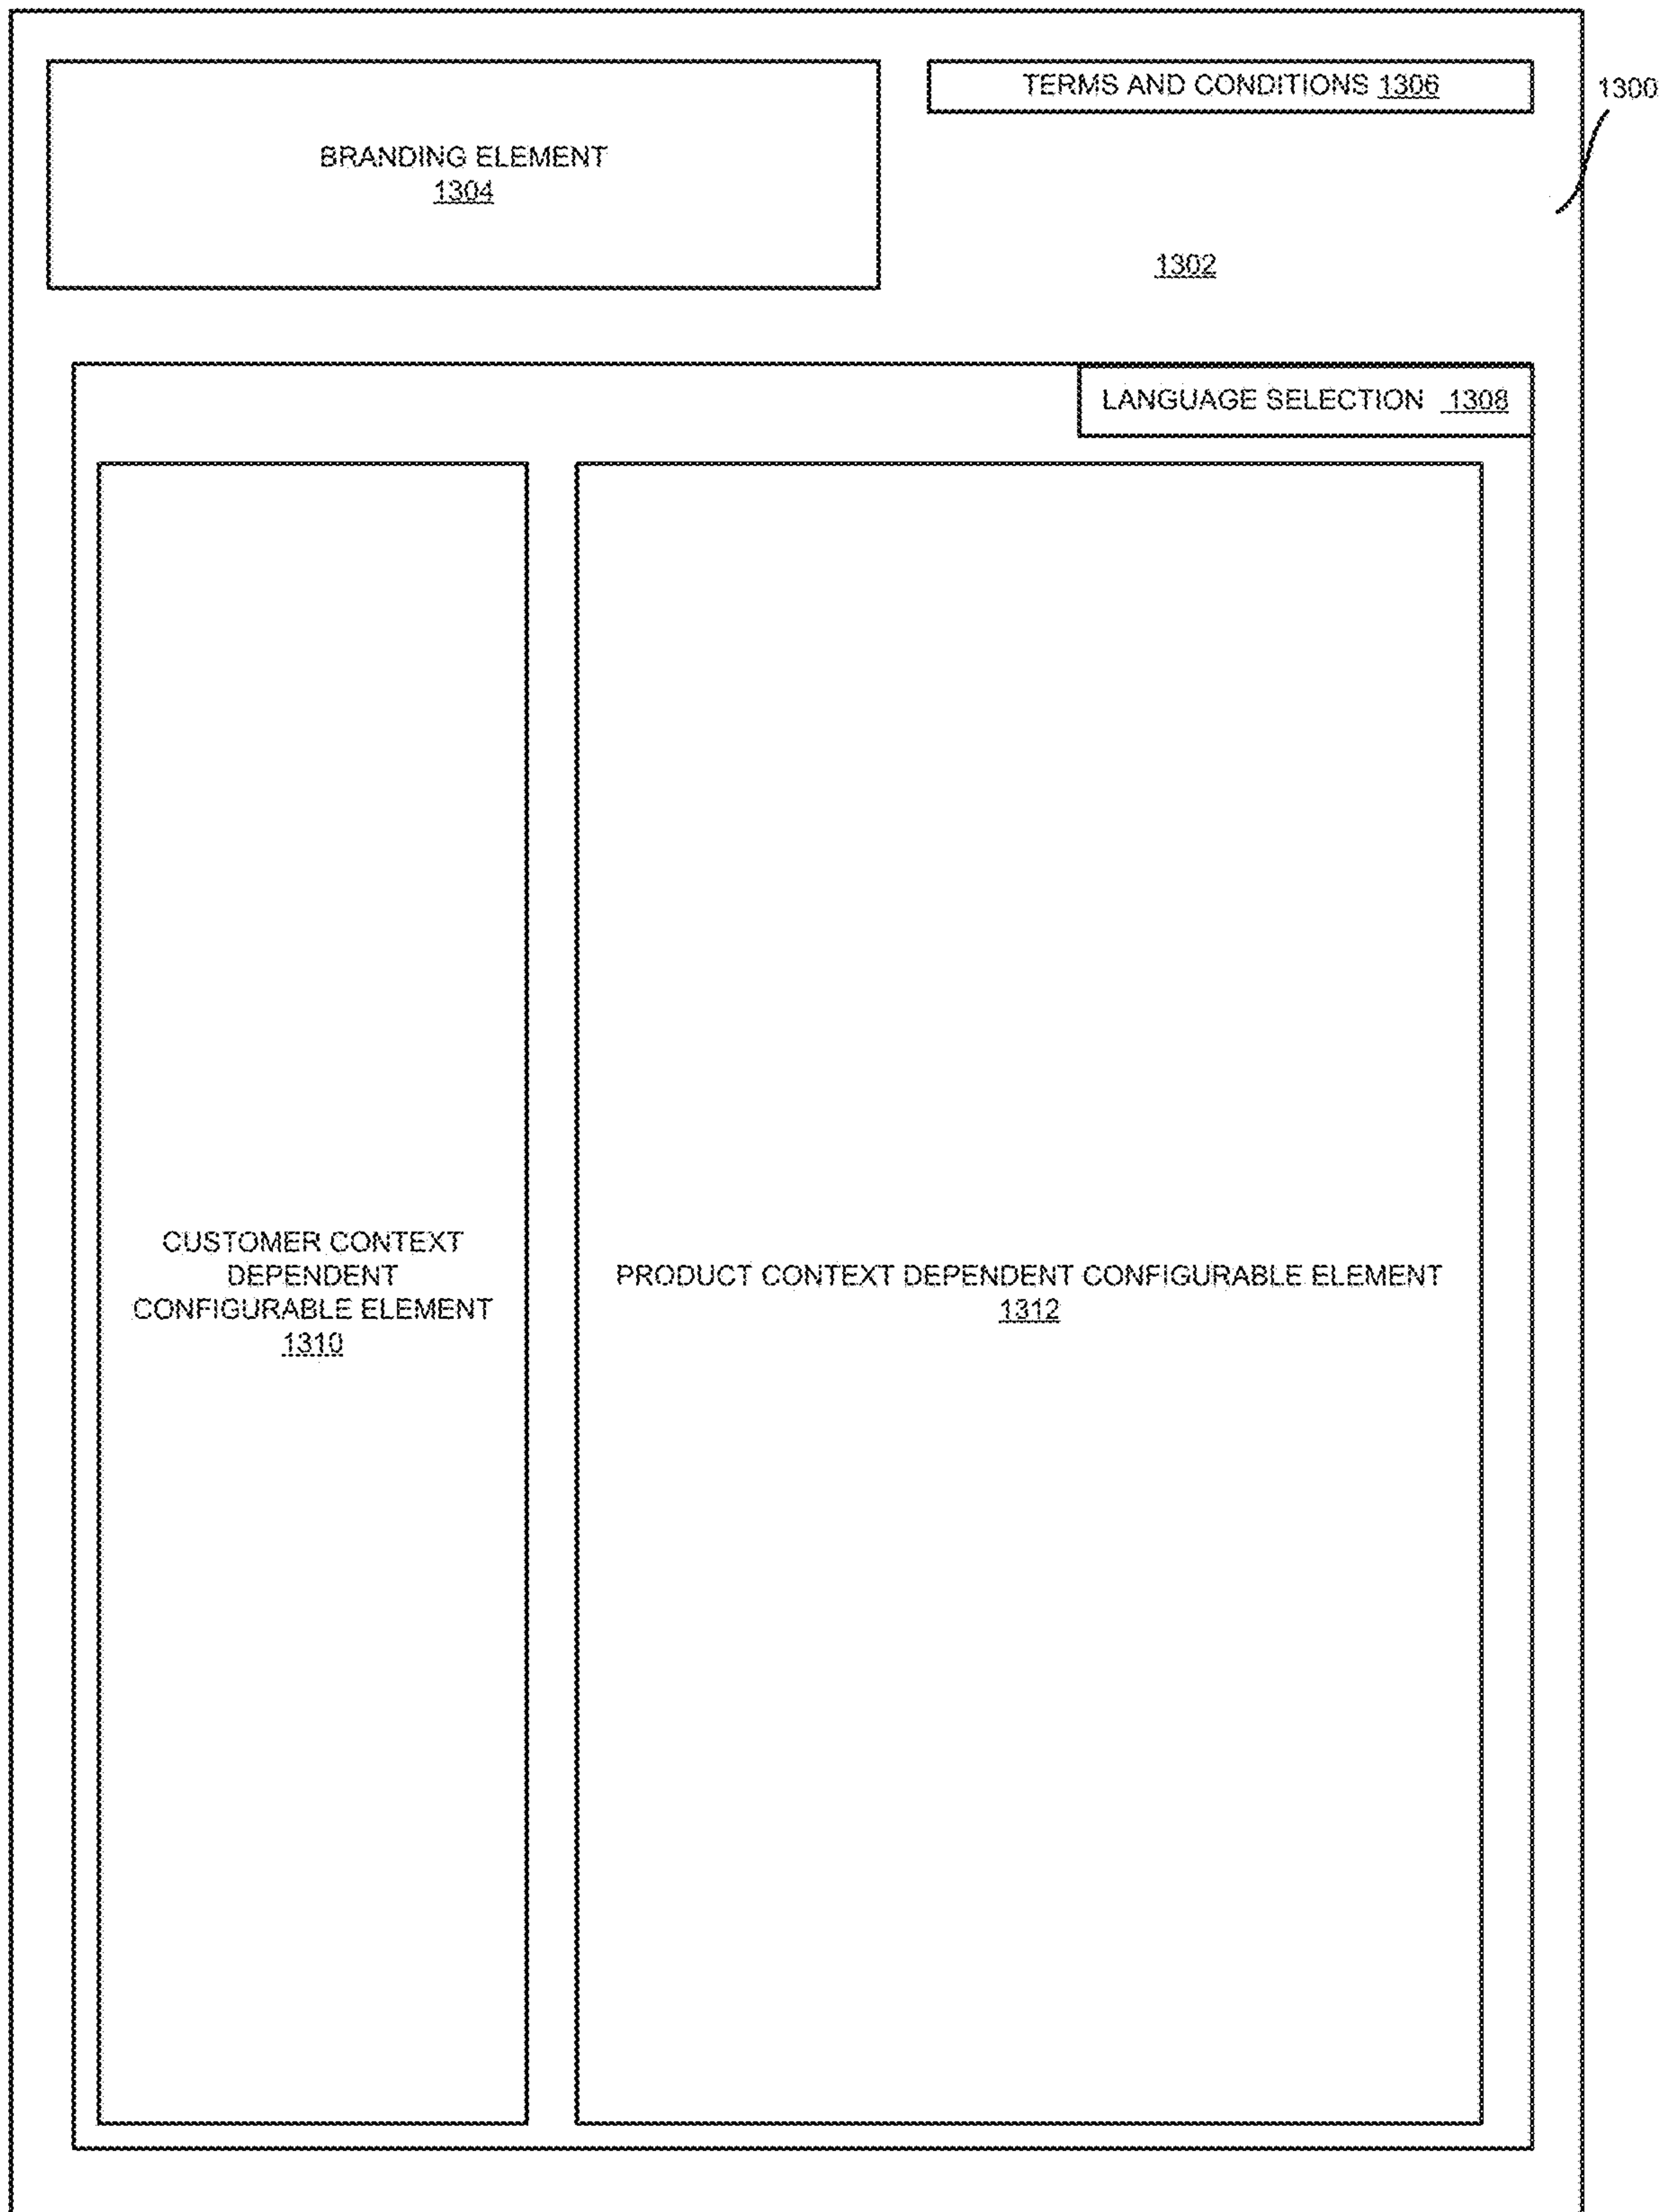 TERMS AND CONDITIONS 1306
1300
BRANDING ELEMENT
1304
1302
LANGUAGE SELECTION 1308
CUSTOMER CONTEXT
DEPENDENT
CONFIGURABLE ELEMENT
1310
PRODUCT CONTEXT DEPENDENT CONFIGURABLE ELEMENT
1312